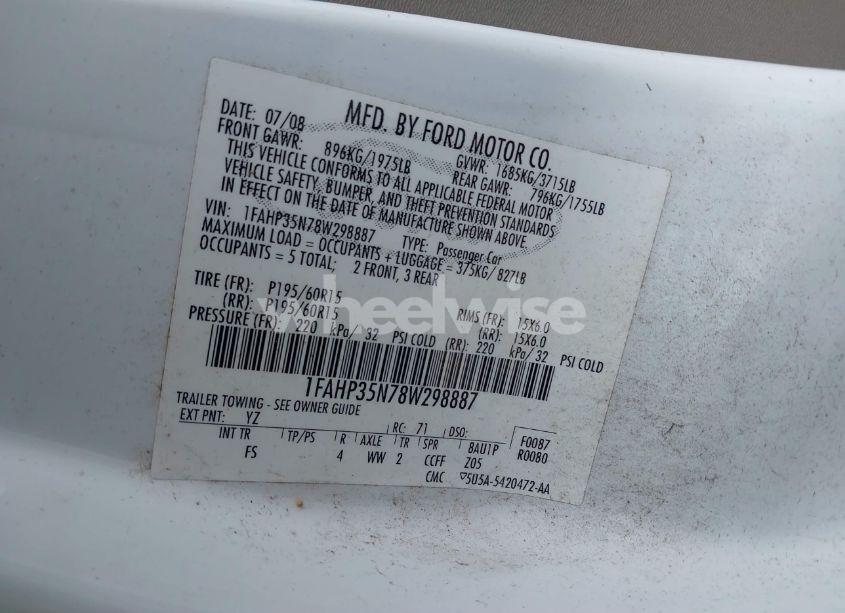 DATE: 07/08 MFD. BY FORD MOTOR CO.
FRONT GAWR: 896KG/1975LB GVWR: 1685KG/3715LB
REAR GAWR: 796KG/1755LB
THIS VEHICLE CONFORMS TO ALL APPLICABLE FEDERAL MOTOR
VEHICLE SAFETY, BUMPER, AND THEFT PREVENTION STANDARDS
IN EFFECT ON THE DATE OF MANUFACTURE SHOWN ABOVE.
VIN: 1FAHP35N78W298887 TYPE: Passenger Car
MAXIMUM LOAD = OCCUPANTS + LUGGAGE = 375KG/827LB
OCCUPANTS = 5 TOTAL; 2 FRONT, 3 REAR
TIRE (FR): P195/60R15 RIMS (FR): 15X6.0
(RR): P195/60R15 (RR): 15X6.0
PRESSURE (FR): 220 kPa/ 32 PSI COLD (RR): 220 kPa/ 32 PSI COLD
wheelwise
1FAHP35N78W298887
TRAILER TOWING - SEE OWNER GUIDE
EXT PNT: YZ RC: 71 DSO: F0087
INT TR TP/PS R AXLE TR SPR BAU1P R0080
FS 4 WW 2 CCFF Z05
CMC 5U5A-5420472-AA